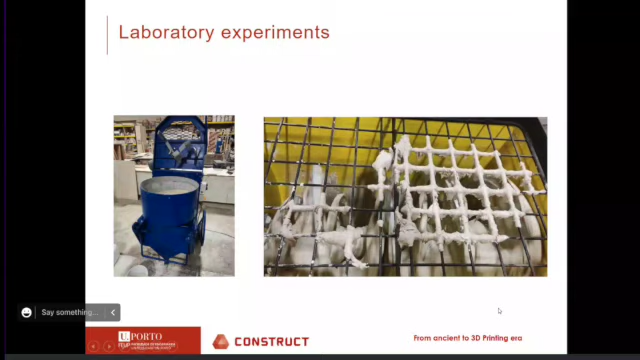 Laboratory experiments
Say something...
U.PORTO
CONSTRUCT
From ancient to 3D Printing era